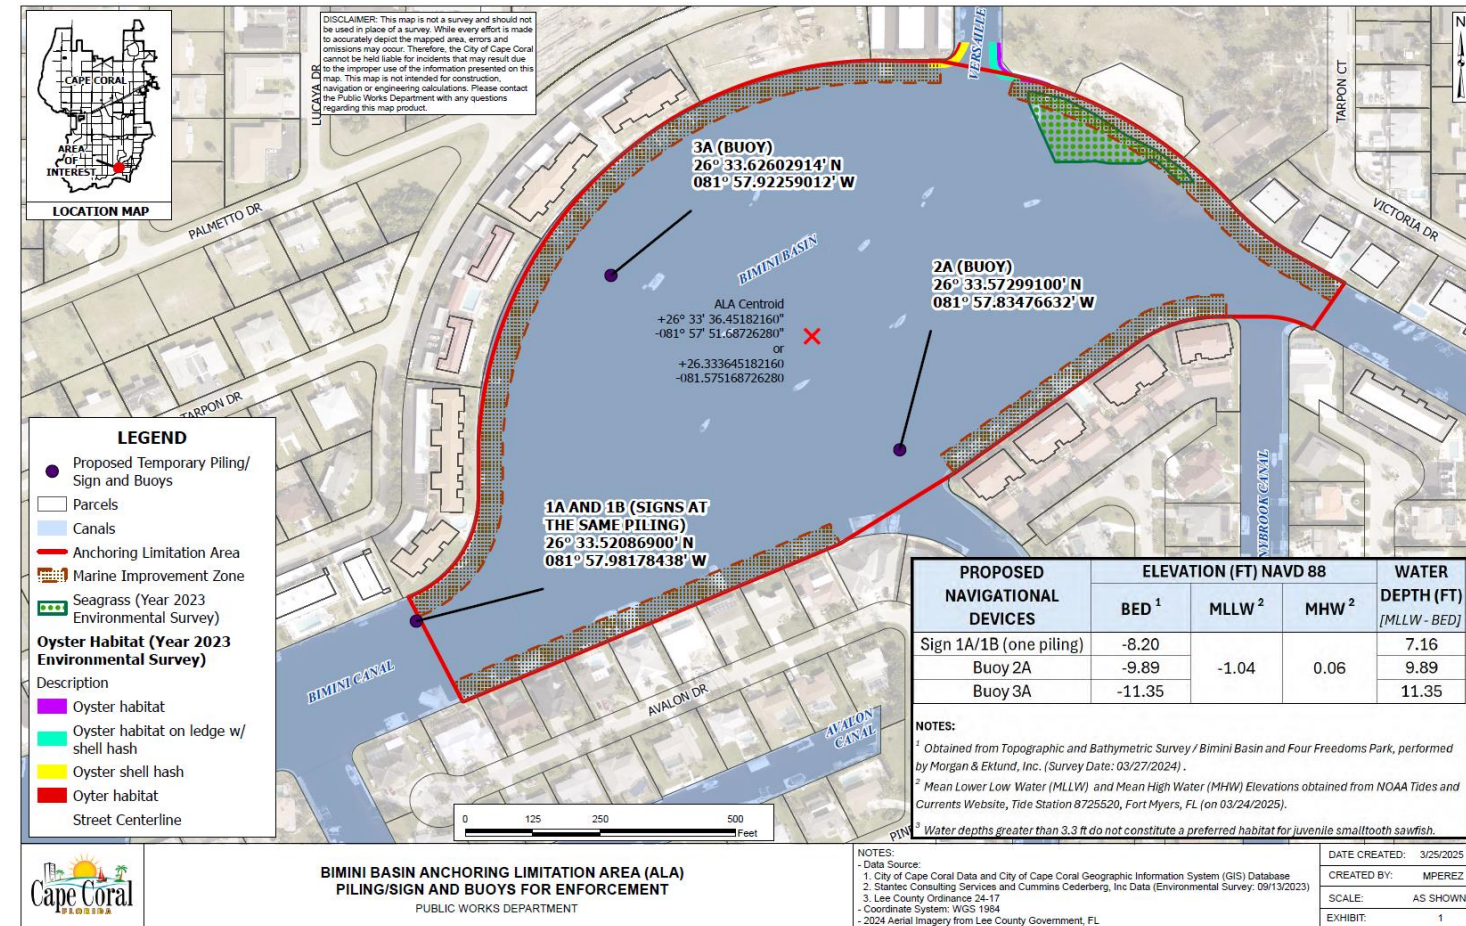 DISCLAIMER: This map is not a survey and should not
be used in place of a survey. While every effort is made
to accurately depict the mapped area, errors and
omissions may occur. Therefore, the City of Cape Coral
cannot be held liable for incidents that may result due
to the improper use of the information presented on this
map. This map is not intended for construction,
navigation or engineering calculations. Please contact
the Public Works Department with any questions
regarding this map product.
CAPE CORAL
AREA
OF
INTEREST
LOCATION MAP
LUCAYA DR
PALMETTO DR
TARPON DR
VERSAILLE
TARPON CT
VICTORIA DR
N
3A (BUOY)
26° 33.62602914' N
081° 57.92259012' W
BIMINI BASIN
2A (BUOY)
26° 33.57299100' N
081° 57.83476632' W
ALA Centroid
+26° 33' 36.45182160"
-081° 57' 51.68726280"
or
+26.333645182160
-081.575168726280
1A AND 1B (SIGNS AT
THE SAME PILING)
26° 33.52086900' N
081° 57.98178438' W
BIMINI CANAL
AVALON DR
AVALON
CANAL
NYBROOK CANAL
PINE
LEGEND
Proposed Temporary Piling/
Sign and Buoys
Parcels
Canals
Anchoring Limitation Area
Marine Improvement Zone
Seagrass (Year 2023
Environmental Survey)
Oyster Habitat (Year 2023
Environmental Survey)
Description
Oyster habitat
Oyster habitat on ledge w/
shell hash
Oyster shell hash
Oyter habitat
Street Centerline
0 125 250 500
Feet
PROPOSED NAVIGATIONAL DEVICES ELEVATION (FT) NAVD 88 WATER DEPTH (FT)
BED 1 MLLW 2 MHW 2 [MLLW - BED]
Sign 1A/1B (one piling) -8.20 7.16
Buoy 2A -9.89 -1.04 0.06 9.89
Buoy 3A -11.35 11.35
NOTES:
1 Obtained from Topographic and Bathymetric Survey / Bimini Basin and Four Freedoms Park, performed
by Morgan & Eklund, Inc. (Survey Date: 03/27/2024) .
2 Mean Lower Low Water (MLLW) and Mean High Water (MHW) Elevations obtained from NOAA Tides and
Currents Website, Tide Station 8725520, Fort Myers, FL (on 03/24/2025).
3 Water depths greater than 3.3 ft do not constitute a preferred habitat for juvenile smalltooth sawfish.
Cape Coral
FLORIDA
BIMINI BASIN ANCHORING LIMITATION AREA (ALA)
PILING/SIGN AND BUOYS FOR ENFORCEMENT
PUBLIC WORKS DEPARTMENT
NOTES:
- Data Source:
1. City of Cape Coral Data and City of Cape Coral Geographic Information System (GIS) Database
2. Stantec Consulting Services and Cummins Cederberg, Inc Data (Environmental Survey: 09/13/2023)
3. Lee County Ordinance 24-17
- Coordinate System: WGS 1984
- 2024 Aerial Imagery from Lee County Government, FL
DATE CREATED: 3/25/2025
CREATED BY: MPEREZ
SCALE: AS SHOWN
EXHIBIT: 1